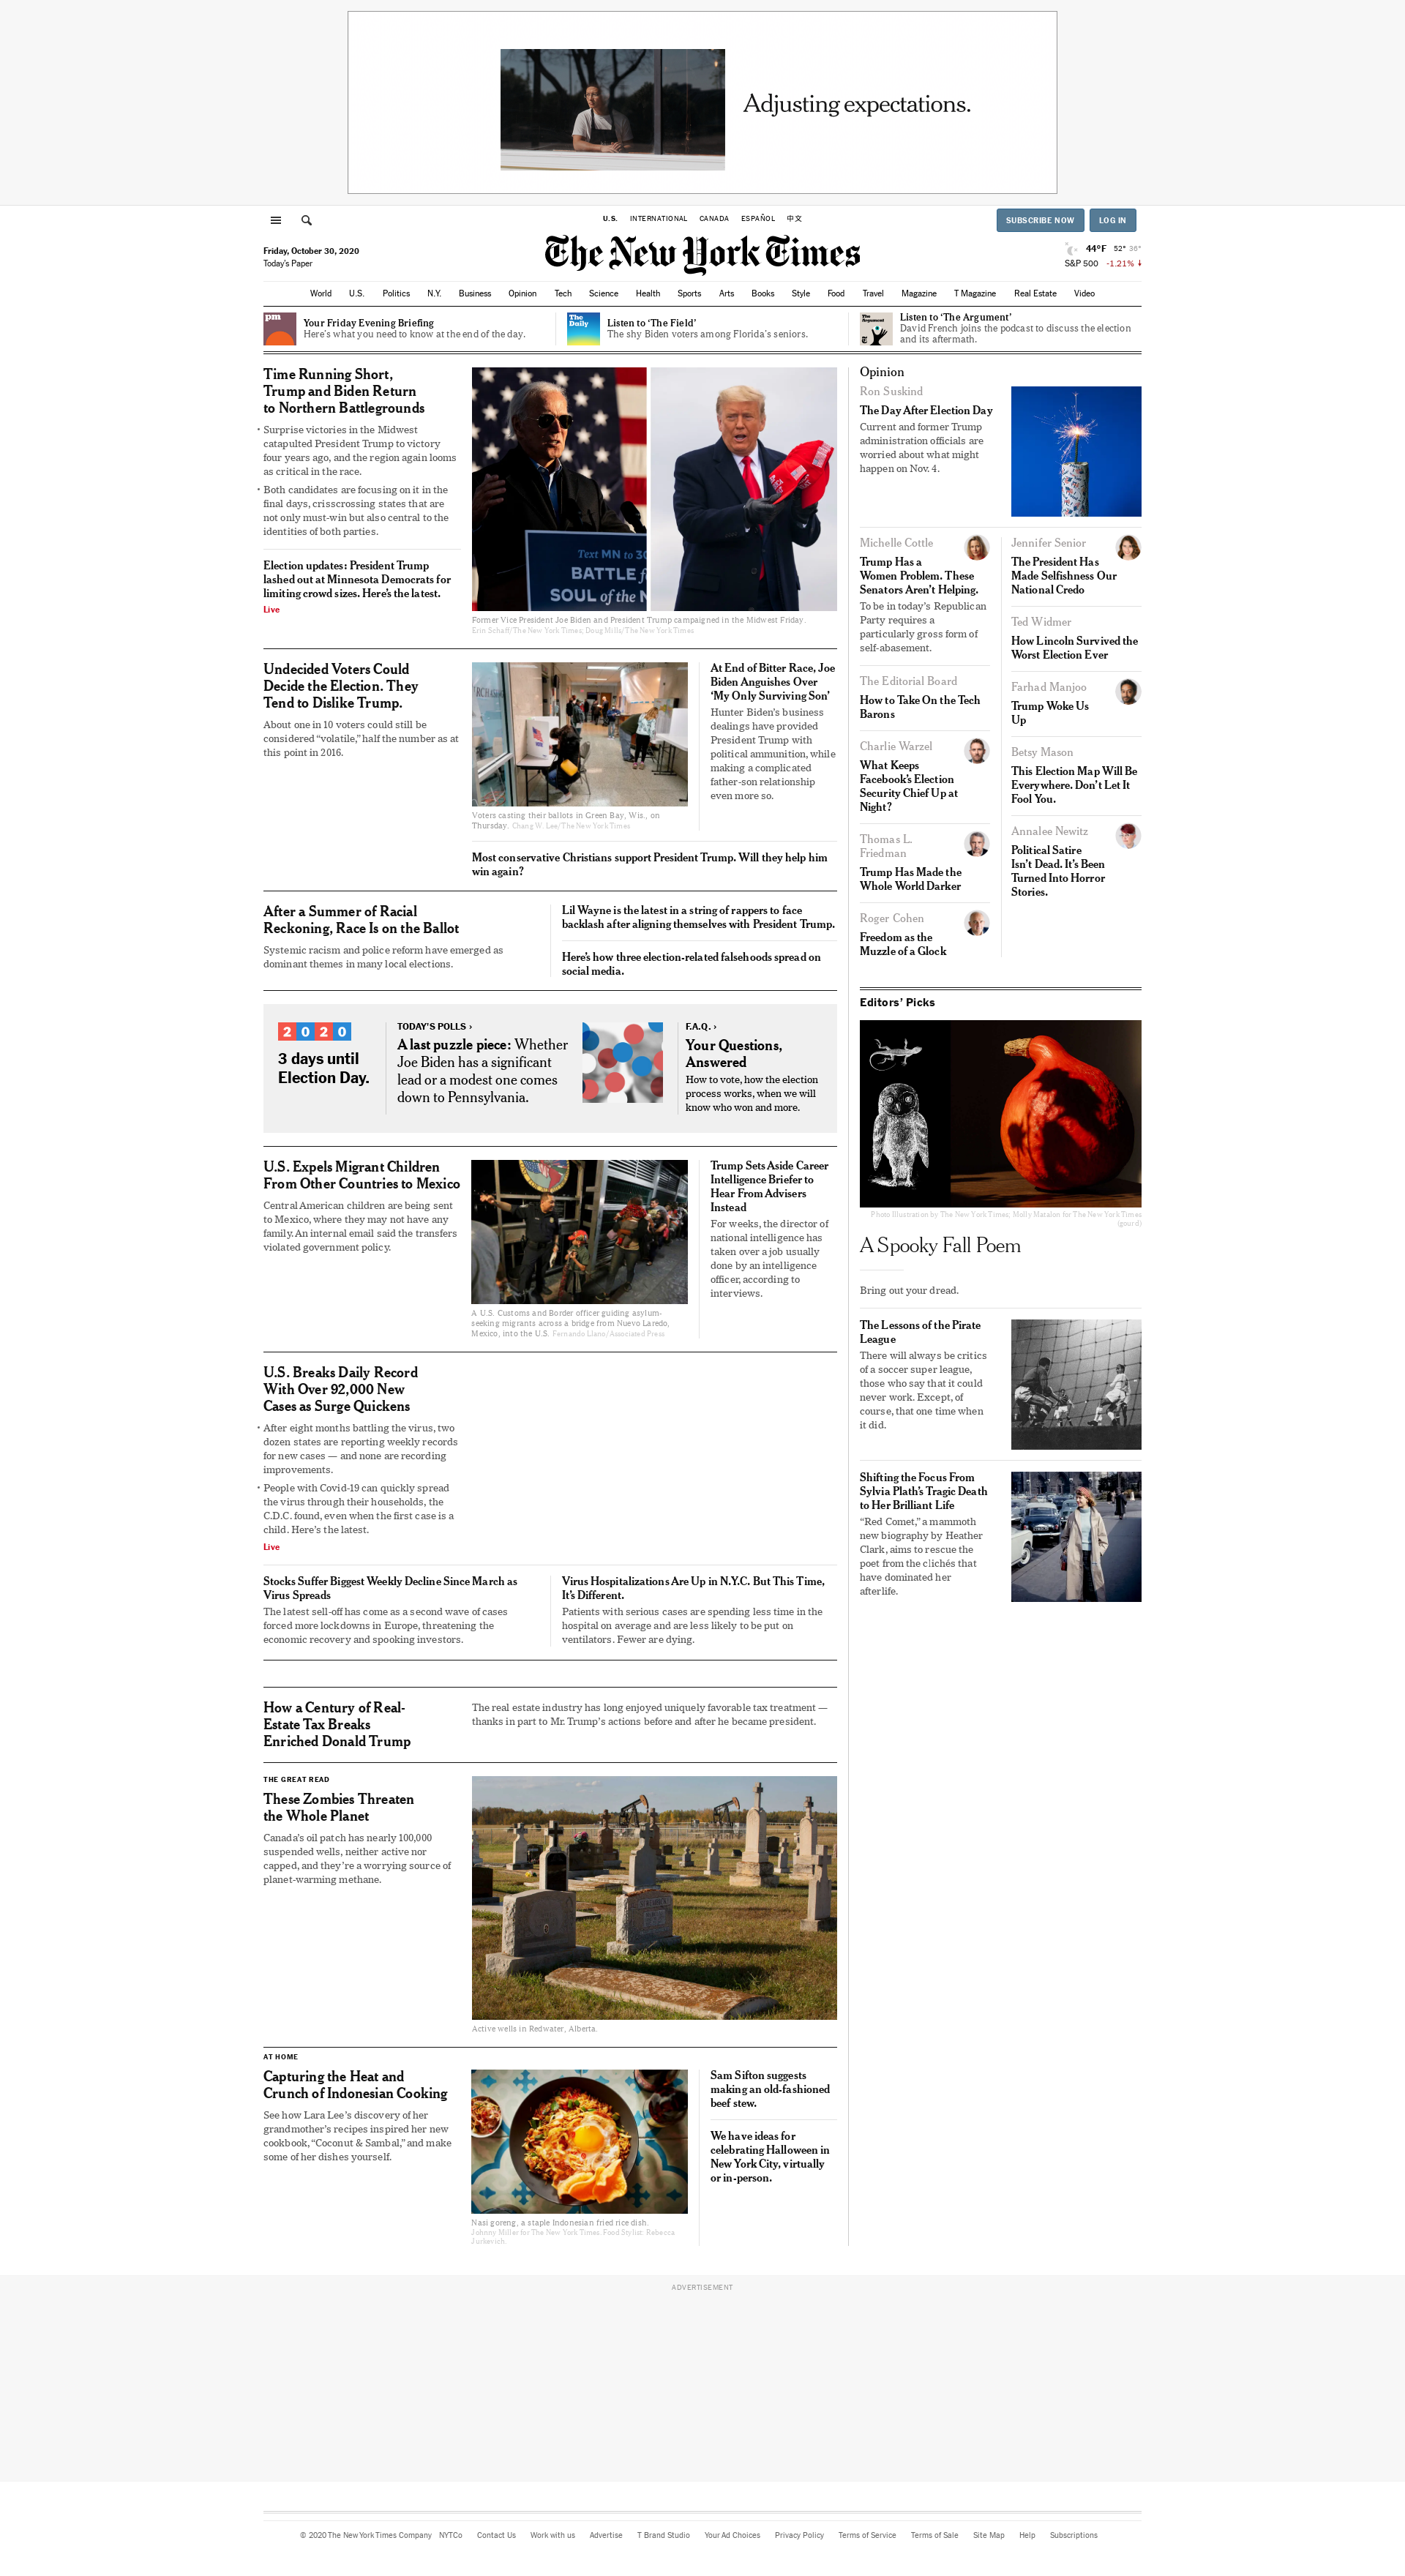 Adjusting expectations.
U.S. INTERNATIONAL CANADA ESPAÑOL 中文
SUBSCRIBE NOW LOG IN
Friday, October 30, 2020
Today's Paper
The New York Times
44°F 52° 36°
S&P 500 -1.21%
World U.S. Politics N.Y. Business Opinion Tech Science Health Sports Arts Books Style Food Travel Magazine T Magazine Real Estate Video
pm
Your Friday Evening Briefing
Here's what you need to know at the end of the day.
The
Daily
Listen to 'The Field'
The shy Biden voters among Florida's seniors.
The
Argument
Listen to 'The Argument'
David French joins the podcast to discuss the election
and its aftermath.
Time Running Short,
Trump and Biden Return
to Northern Battlegrounds
• Surprise victories in the Midwest
catapulted President Trump to victory
four years ago, and the region again looms
as critical in the race.
• Both candidates are focusing on it in the
final days, crisscrossing states that are
not only must-win but also central to the
identities of both parties.
Election updates: President Trump
lashed out at Minnesota Democrats for
limiting crowd sizes. Here's the latest.
Live
Text MN to 30
BATTLE f
SOUL of the N
Former Vice President Joe Biden and President Trump campaigned in the Midwest Friday.
Erin Schaff/The New York Times; Doug Mills/The New York Times
Undecided Voters Could
Decide the Election. They
Tend to Dislike Trump.
About one in 10 voters could still be
considered “volatile,” half the number as at
this point in 2016.
Voters casting their ballots in Green Bay, Wis., on
Thursday. Chang W. Lee/The New York Times
At End of Bitter Race, Joe
Biden Anguishes Over
‘My Only Surviving Son’
Hunter Biden's business
dealings have provided
President Trump with
political ammunition, while
making a complicated
father-son relationship
even more so.
Most conservative Christians support President Trump. Will they help him
win again?
After a Summer of Racial
Reckoning, Race Is on the Ballot
Systemic racism and police reform have emerged as
dominant themes in many local elections.
Lil Wayne is the latest in a string of rappers to face
backlash after aligning themselves with President Trump.
Here's how three election-related falsehoods spread on
social media.
2020
3 days until
Election Day.
TODAY'S POLLS ›
A last puzzle piece: Whether
Joe Biden has a significant
lead or a modest one comes
down to Pennsylvania.
F.A.Q. ›
Your Questions,
Answered
How to vote, how the election
process works, when we will
know who won and more.
U.S. Expels Migrant Children
From Other Countries to Mexico
Central American children are being sent
to Mexico, where they may not have any
family. An internal email said the transfers
violated government policy.
A U.S. Customs and Border officer guiding asylum-
seeking migrants across a bridge from Nuevo Laredo,
Mexico, into the U.S. Fernando Llano/Associated Press
Trump Sets Aside Career
Intelligence Briefer to
Hear From Advisers
Instead
For weeks, the director of
national intelligence has
taken over a job usually
done by an intelligence
officer, according to
interviews.
U.S. Breaks Daily Record
With Over 92,000 New
Cases as Surge Quickens
• After eight months battling the virus, two
dozen states are reporting weekly records
for new cases — and none are recording
improvements.
• People with Covid-19 can quickly spread
the virus through their households, the
C.D.C. found, even when the first case is a
child. Here's the latest.
Live
Stocks Suffer Biggest Weekly Decline Since March as
Virus Spreads
The latest sell-off has come as a second wave of cases
forced more lockdowns in Europe, threatening the
economic recovery and spooking investors.
Virus Hospitalizations Are Up in N.Y.C. But This Time,
It's Different.
Patients with serious cases are spending less time in the
hospital on average and are less likely to be put on
ventilators. Fewer are dying.
How a Century of Real-
Estate Tax Breaks
Enriched Donald Trump
The real estate industry has long enjoyed uniquely favorable tax treatment —
thanks in part to Mr. Trump's actions before and after he became president.
THE GREAT READ
These Zombies Threaten
the Whole Planet
Canada's oil patch has nearly 100,000
suspended wells, neither active nor
capped, and they're a worrying source of
planet-warming methane.
Active wells in Redwater, Alberta.
AT HOME
Capturing the Heat and
Crunch of Indonesian Cooking
See how Lara Lee's discovery of her
grandmother's recipes inspired her new
cookbook, “Coconut & Sambal,” and make
some of her dishes yourself.
Nasi goreng, a staple Indonesian fried rice dish.
Johnny Miller for The New York Times. Food Stylist: Rebecca
Jurkevich.
Sam Sifton suggests
making an old-fashioned
beef stew.
We have ideas for
celebrating Halloween in
New York City, virtually
or in-person.
Opinion
Ron Suskind
The Day After Election Day
Current and former Trump
administration officials are
worried about what might
happen on Nov. 4.
Michelle Cottle
Trump Has a
Women Problem. These
Senators Aren't Helping.
To be in today's Republican
Party requires a
particularly gross form of
self-abasement.
The Editorial Board
How to Take On the Tech
Barons
Charlie Warzel
What Keeps
Facebook's Election
Security Chief Up at
Night?
Thomas L.
Friedman
Trump Has Made the
Whole World Darker
Roger Cohen
Freedom as the
Muzzle of a Glock
Jennifer Senior
The President Has
Made Selfishness Our
National Credo
Ted Widmer
How Lincoln Survived the
Worst Election Ever
Farhad Manjoo
Trump Woke Us
Up
Betsy Mason
This Election Map Will Be
Everywhere. Don't Let It
Fool You.
Annalee Newitz
Political Satire
Isn't Dead. It's Been
Turned Into Horror
Stories.
Editors' Picks
Photo Illustration by The New York Times; Molly Matalon for The New York Times
(gourd)
A Spooky Fall Poem
Bring out your dread.
The Lessons of the Pirate
League
There will always be critics
of a soccer super league,
those who say that it could
never work. Except, of
course, that one time when
it did.
Shifting the Focus From
Sylvia Plath's Tragic Death
to Her Brilliant Life
“Red Comet,” a mammoth
new biography by Heather
Clark, aims to rescue the
poet from the clichés that
have dominated her
afterlife.
ADVERTISEMENT
© 2020 The New York Times Company NYTCo Contact Us Work with us Advertise T Brand Studio Your Ad Choices Privacy Policy Terms of Service Terms of Sale Site Map Help Subscriptions